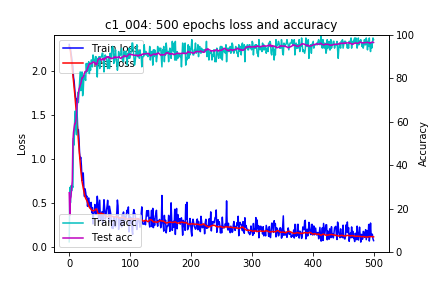 c1_004: 500 epochs loss and accuracy
Train loss
Test loss
Train acc
Test acc
Loss
2.0
1.5
1.0
0.5
0.0
Accuracy
100
80
60
40
20
0
0
100
200
300
400
500